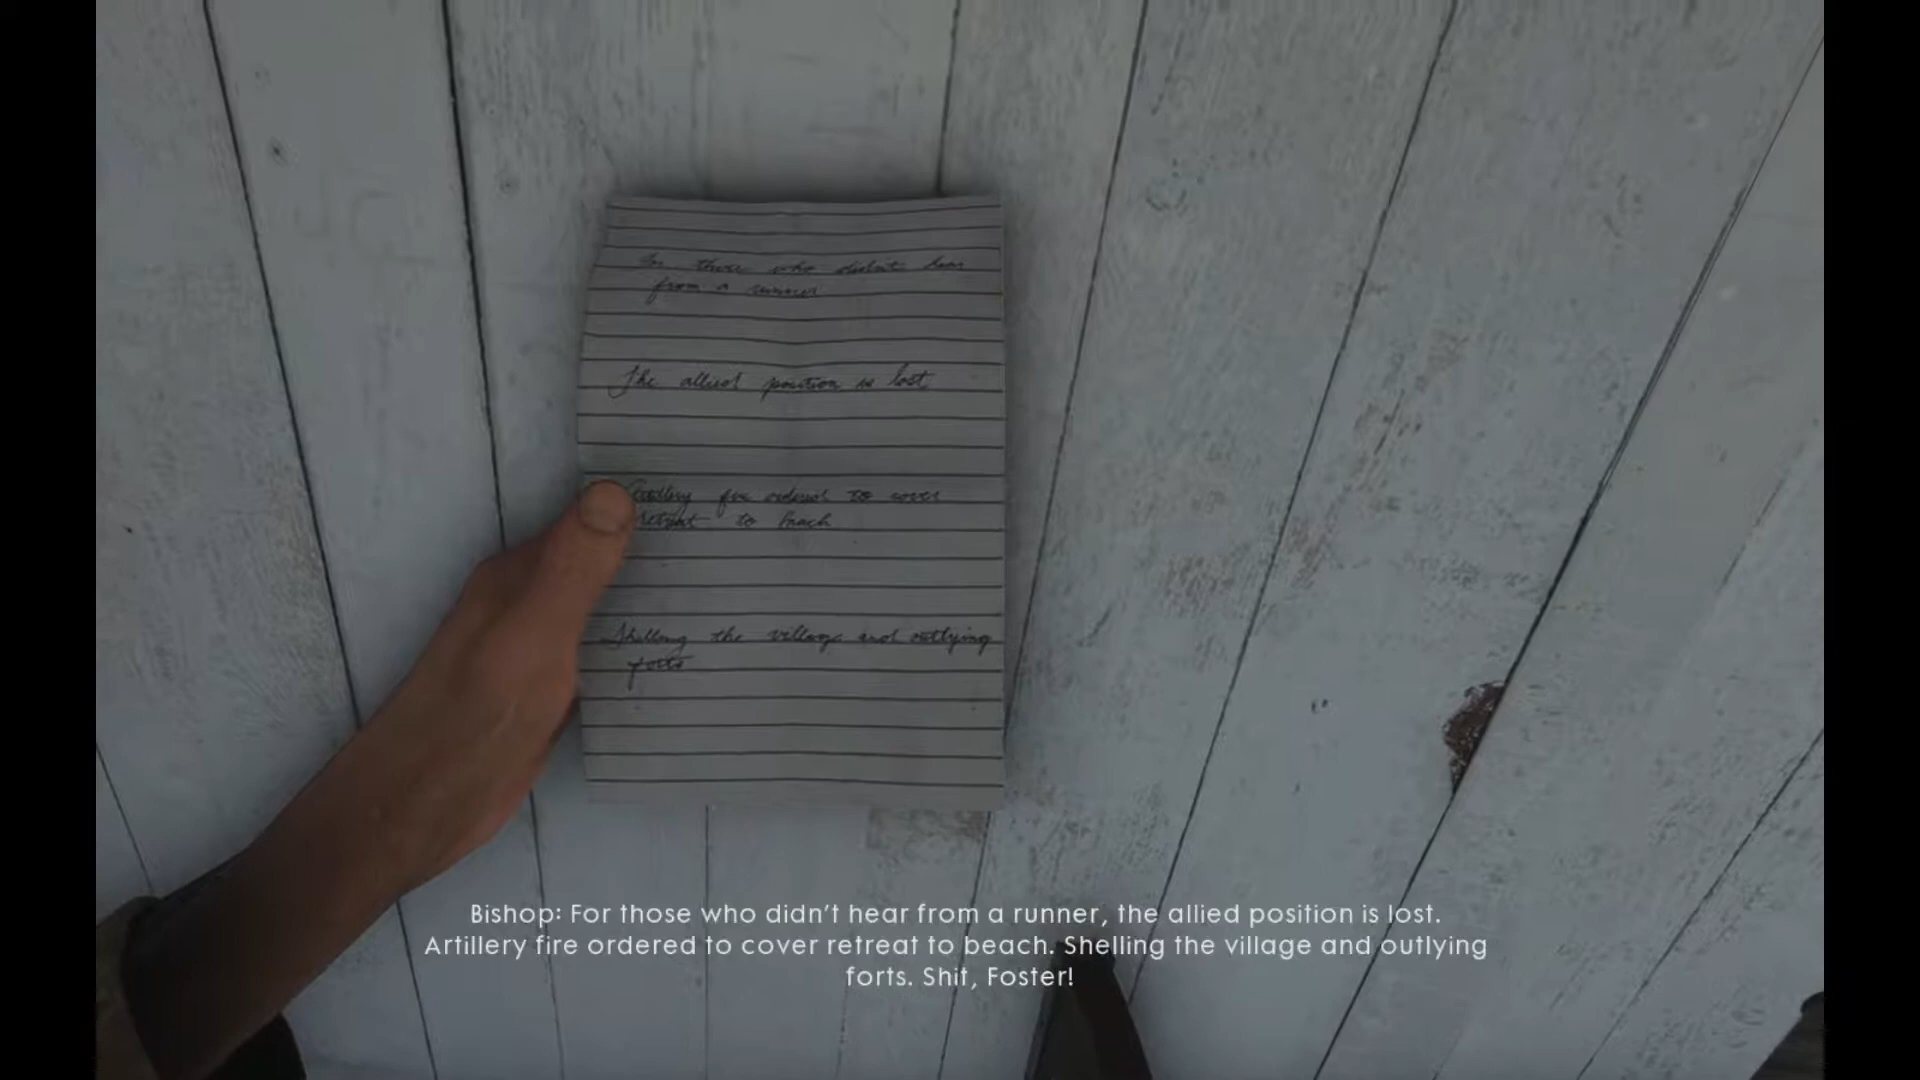 For those who didn't hear
from a runner
The allied position is lost
Artillery fire ordered to cover
retreat to beach
Shelling the village and outlying
forts
Bishop: For those who didn't hear from a runner, the allied position is lost.
Artillery fire ordered to cover retreat to beach. Shelling the village and outlying
forts. Shit, Foster!